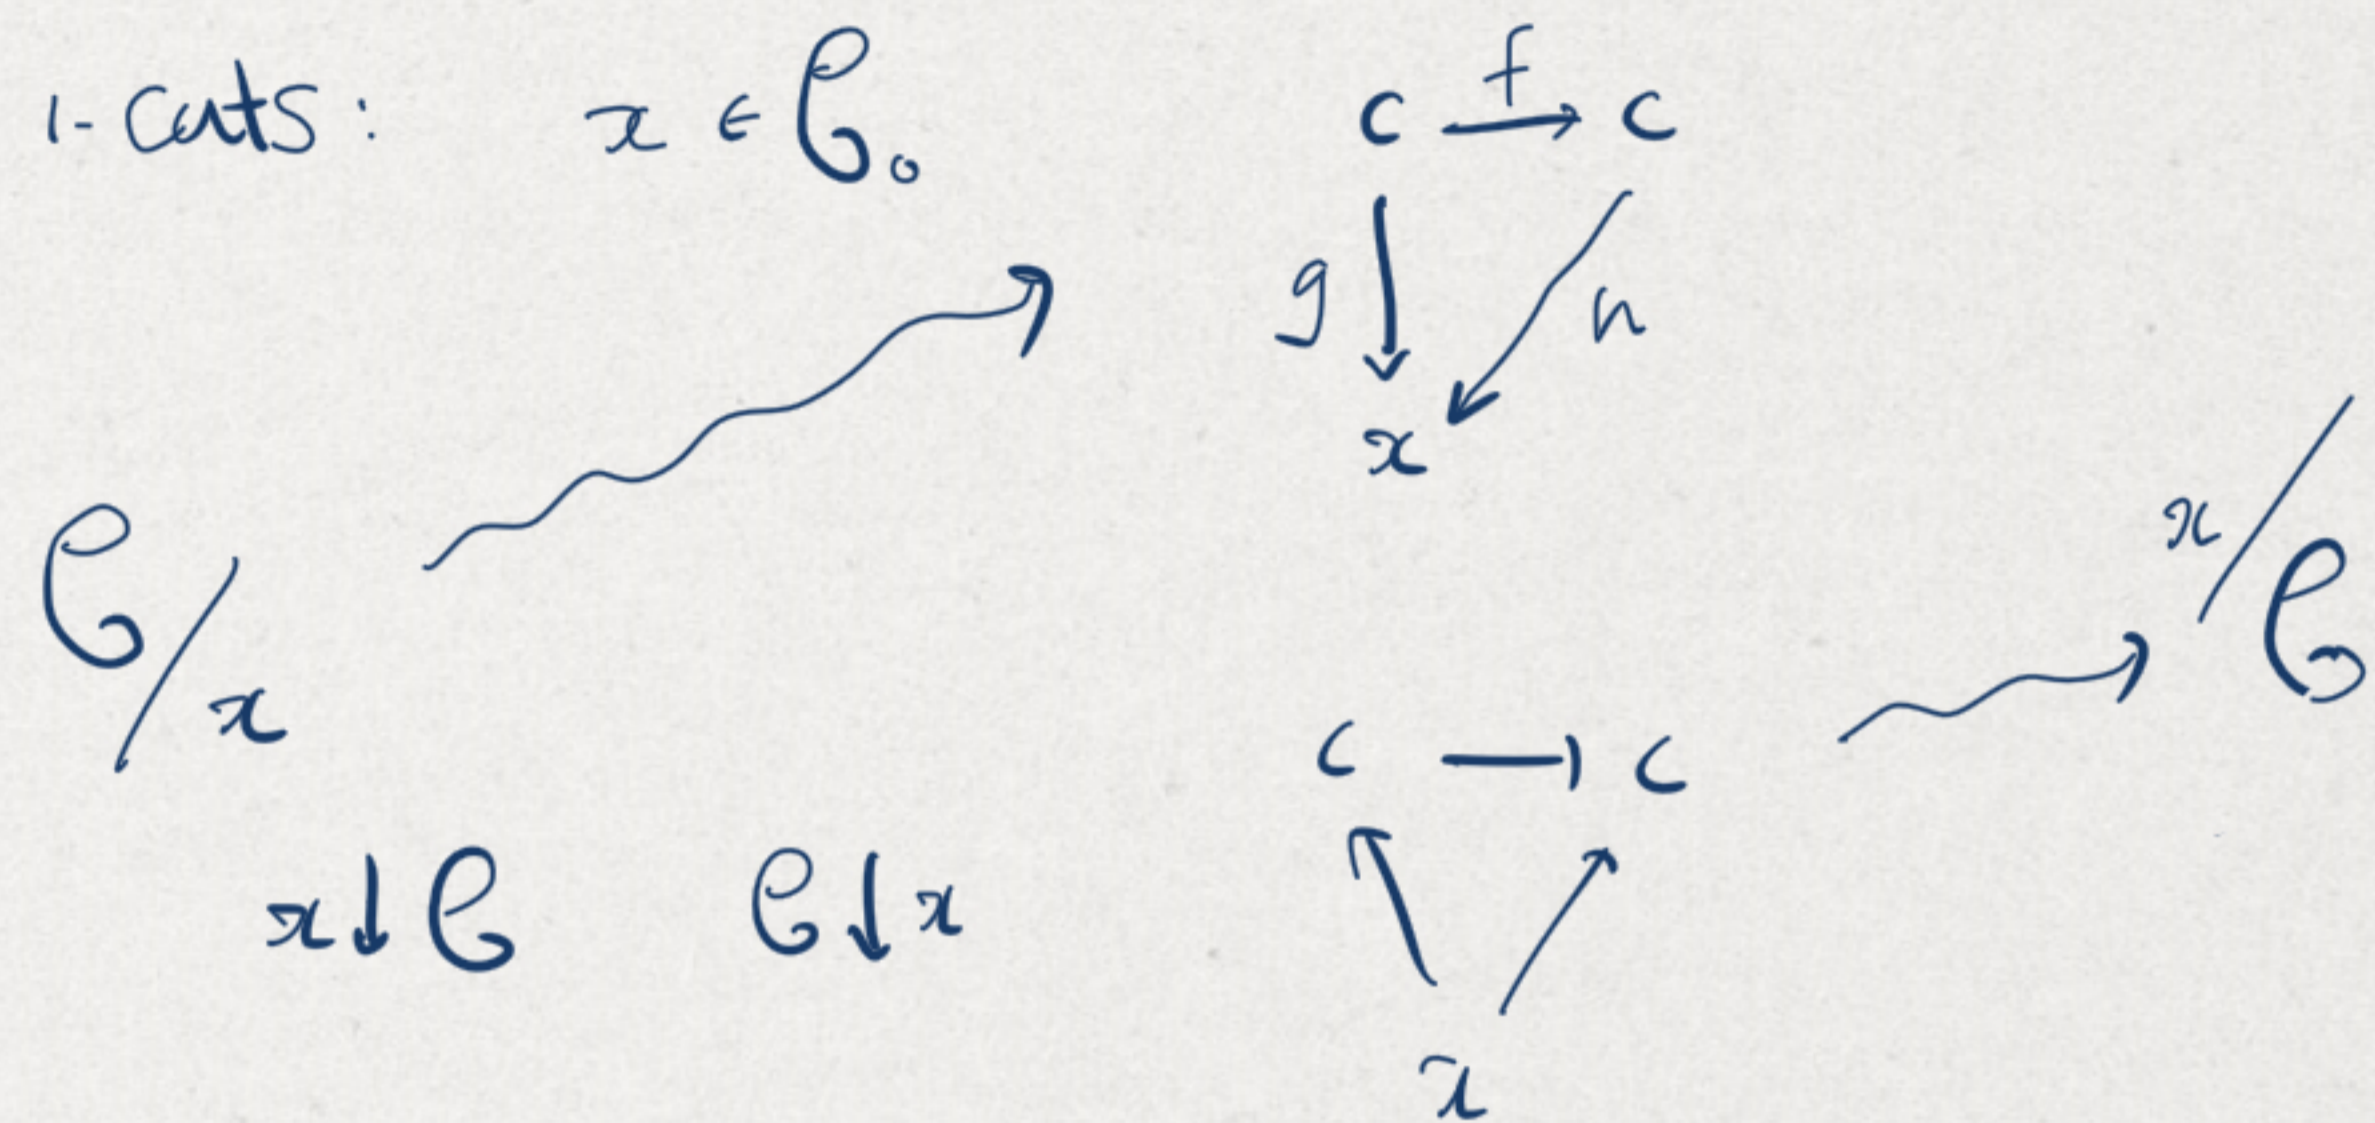 1-cats: x ∈ 𝒞₀
c →f c
g h
x
𝒞/x
x/𝒞
c → c
x↓𝒞 𝒞↓x
x